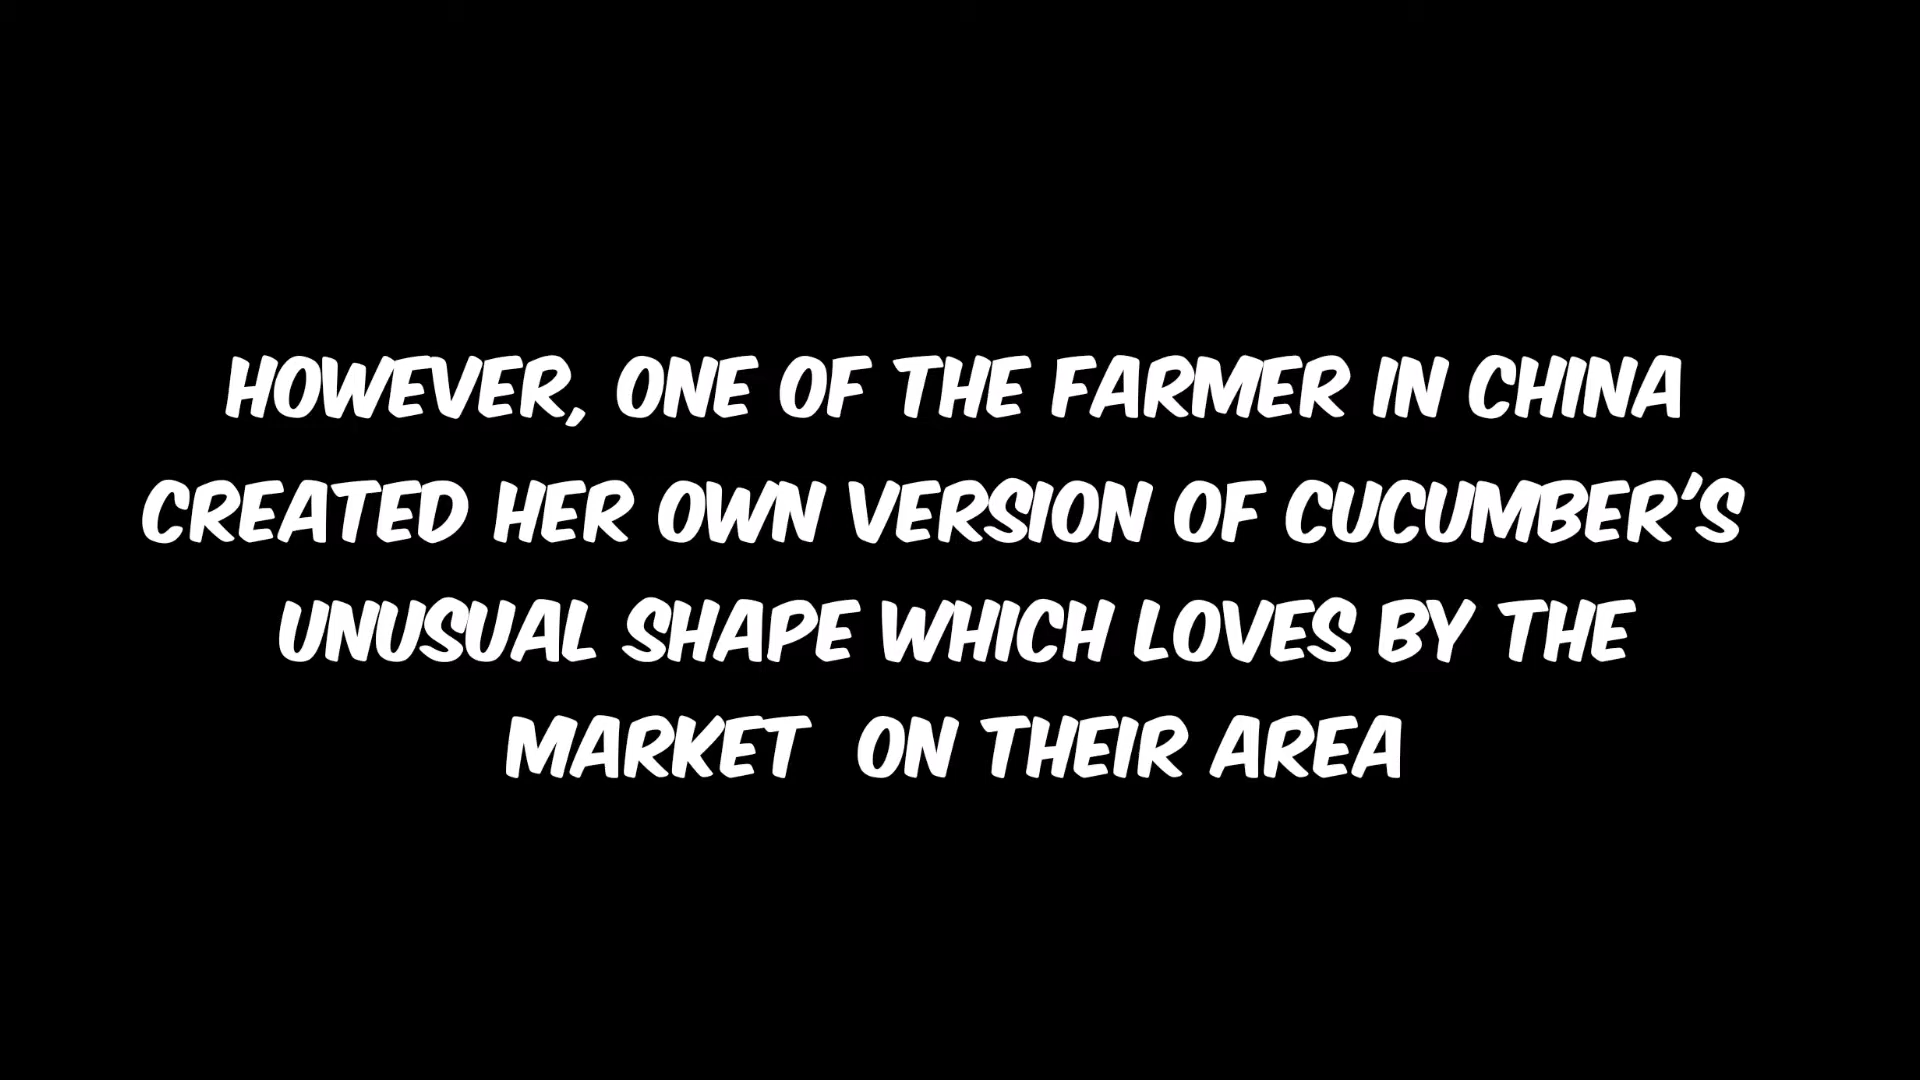 HOWEVER, ONE OF THE FARMER IN CHINA
CREATED HER OWN VERSION OF CUCUMBER'S
UNUSUAL SHAPE WHICH LOVES BY THE
MARKET  ON THEIR AREA